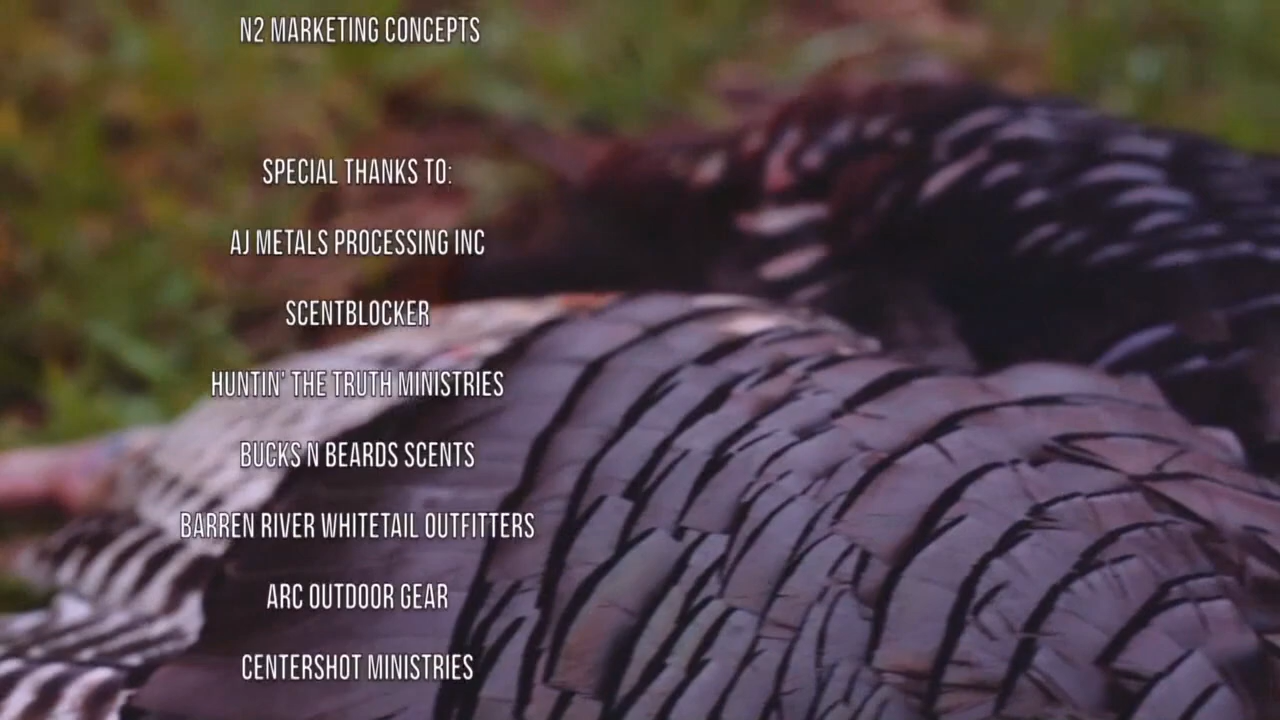 N2 MARKETING CONCEPTS
SPECIAL THANKS TO:
AJ METALS PROCESSING INC
SCENTBLOCKER
HUNTIN' THE TRUTH MINISTRIES
BUCKS N BEARDS SCENTS
BARREN RIVER WHITETAIL OUTFITTERS
ARC OUTDOOR GEAR
CENTERSHOT MINISTRIES